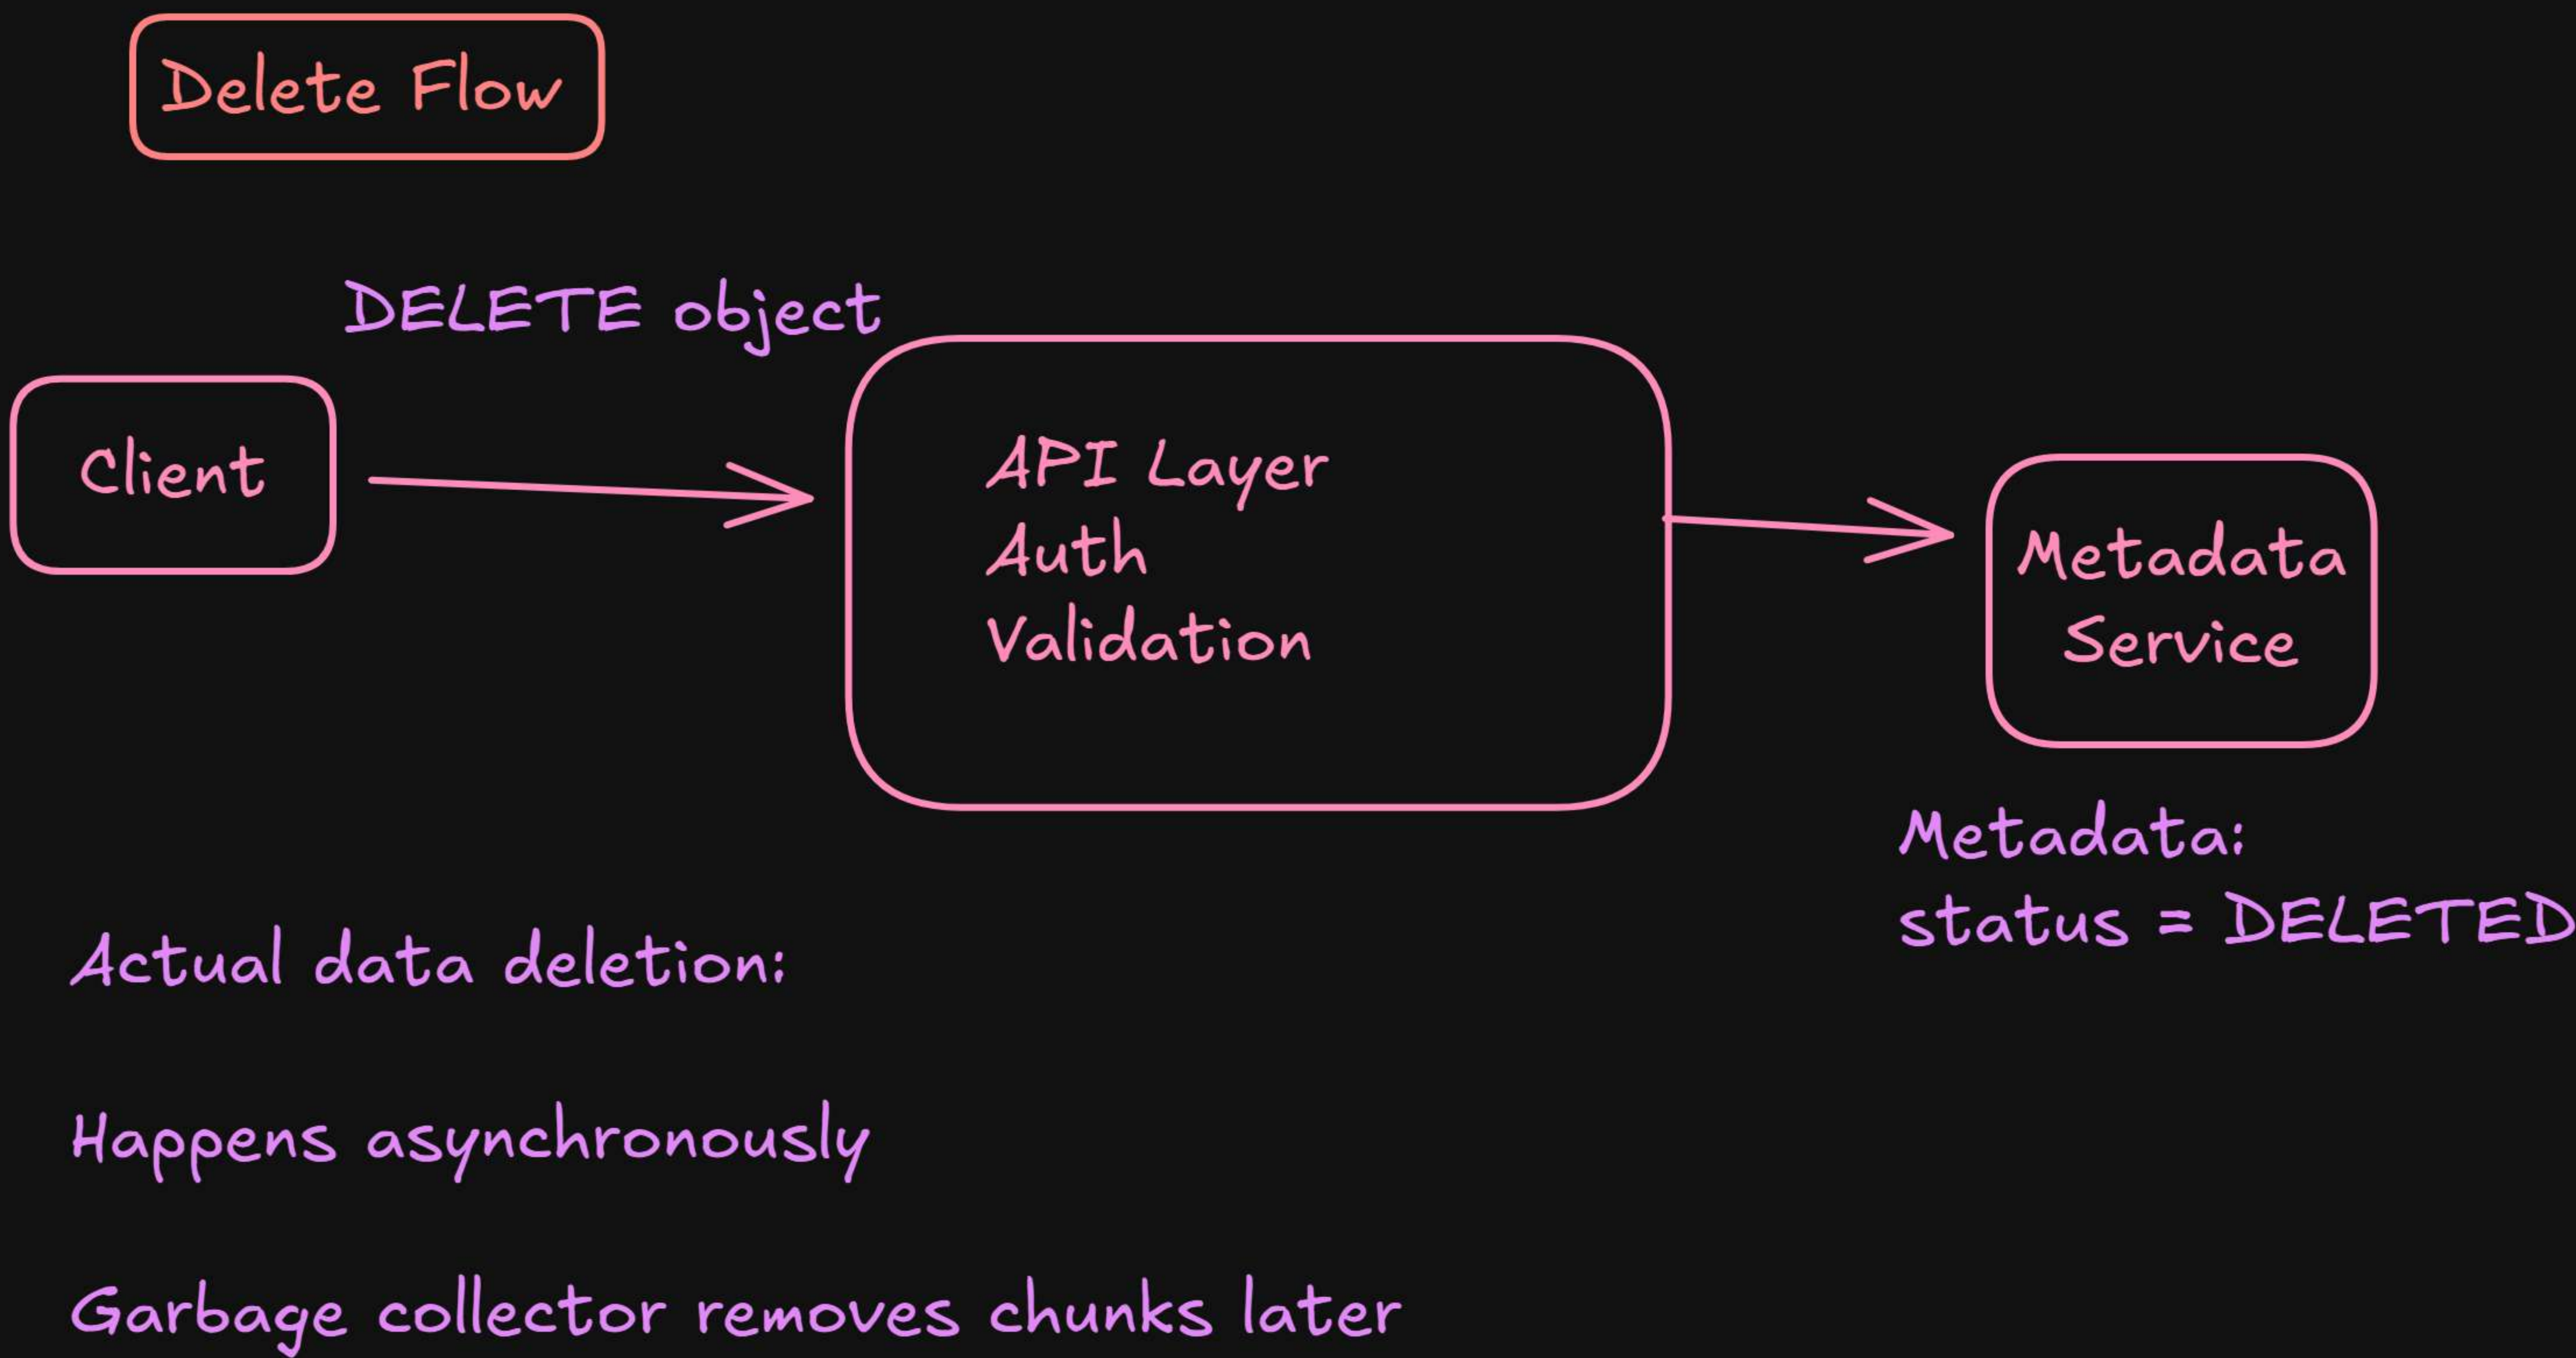 Delete Flow
DELETE object
Client
API Layer
Auth
Validation
Metadata
Service
Metadata:
status = DELETED
Actual data deletion:
Happens asynchronously
Garbage collector removes chunks later